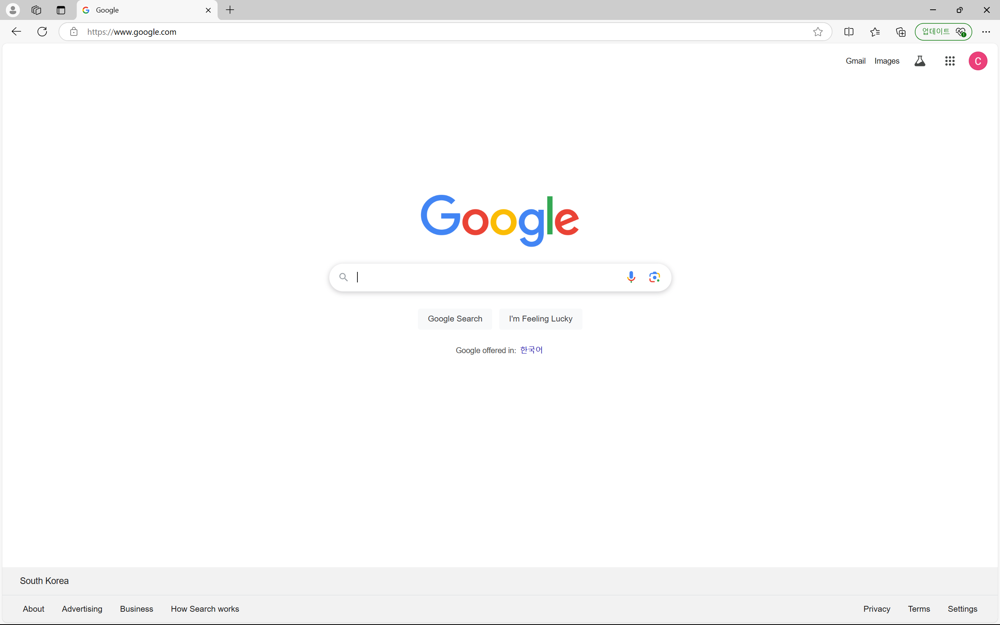 Google
https://www.google.com
업데이트
Gmail Images
C
Google
Google Search I'm Feeling Lucky
Google offered in: 한국어
South Korea
About Advertising Business How Search works Privacy Terms Settings